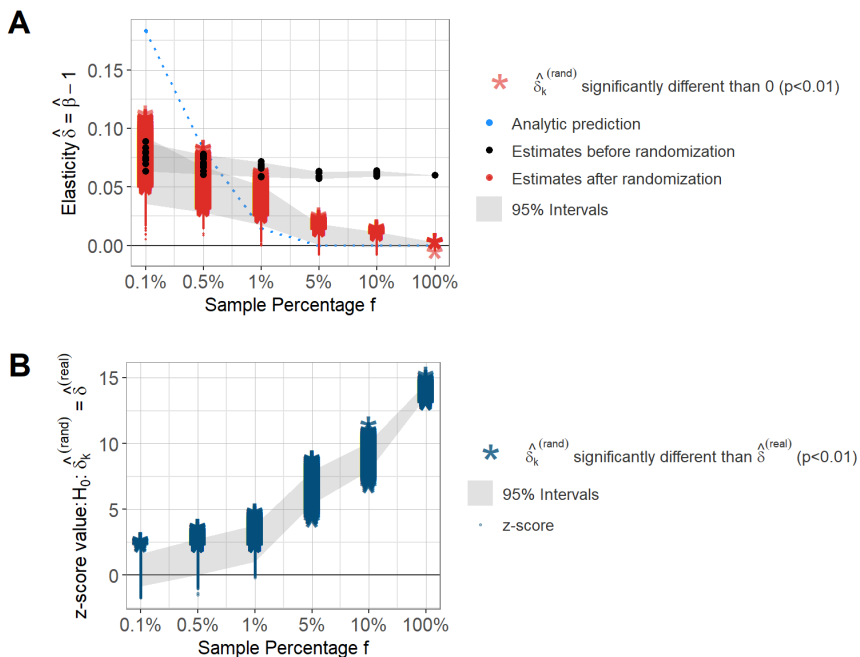 A
Elasticity δ̂ = β̂ − 1
0.15
0.10
0.05
0.00
0.1% 0.5% 1% 5% 10% 100%
Sample Percentage f
* δ̂ₖ⁽ʳᵃⁿᵈ⁾ significantly different than 0 (p<0.01)
Analytic prediction
Estimates before randomization
Estimates after randomization
95% Intervals
B
z-score value: H₀: δ̂ₖ⁽ʳᵃⁿᵈ⁾ = δ̂⁽ʳᵉᵃˡ⁾
15
10
5
0
0.1% 0.5% 1% 5% 10% 100%
Sample Percentage f
* δ̂ₖ⁽ʳᵃⁿᵈ⁾ significantly different than δ̂⁽ʳᵉᵃˡ⁾ (p<0.01)
95% Intervals
z-score